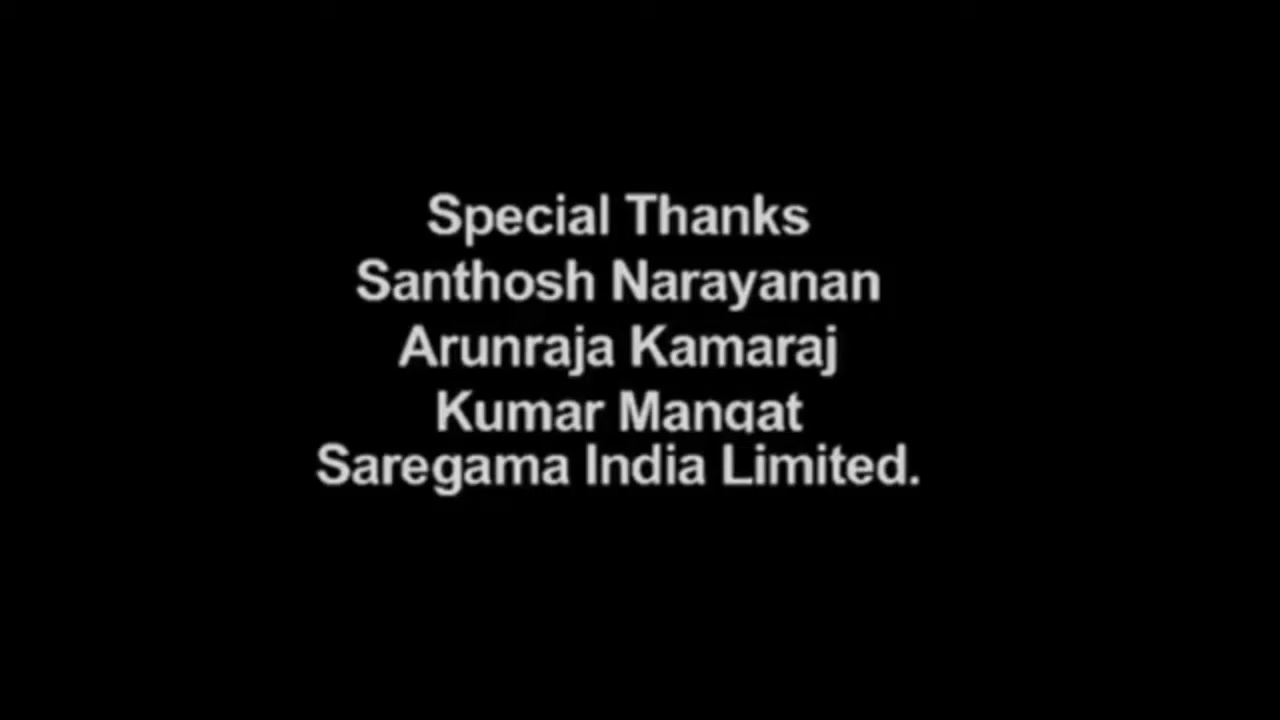 Special Thanks
Santhosh Narayanan
Arunraja Kamaraj
Kumar Mangat
Saregama India Limited.